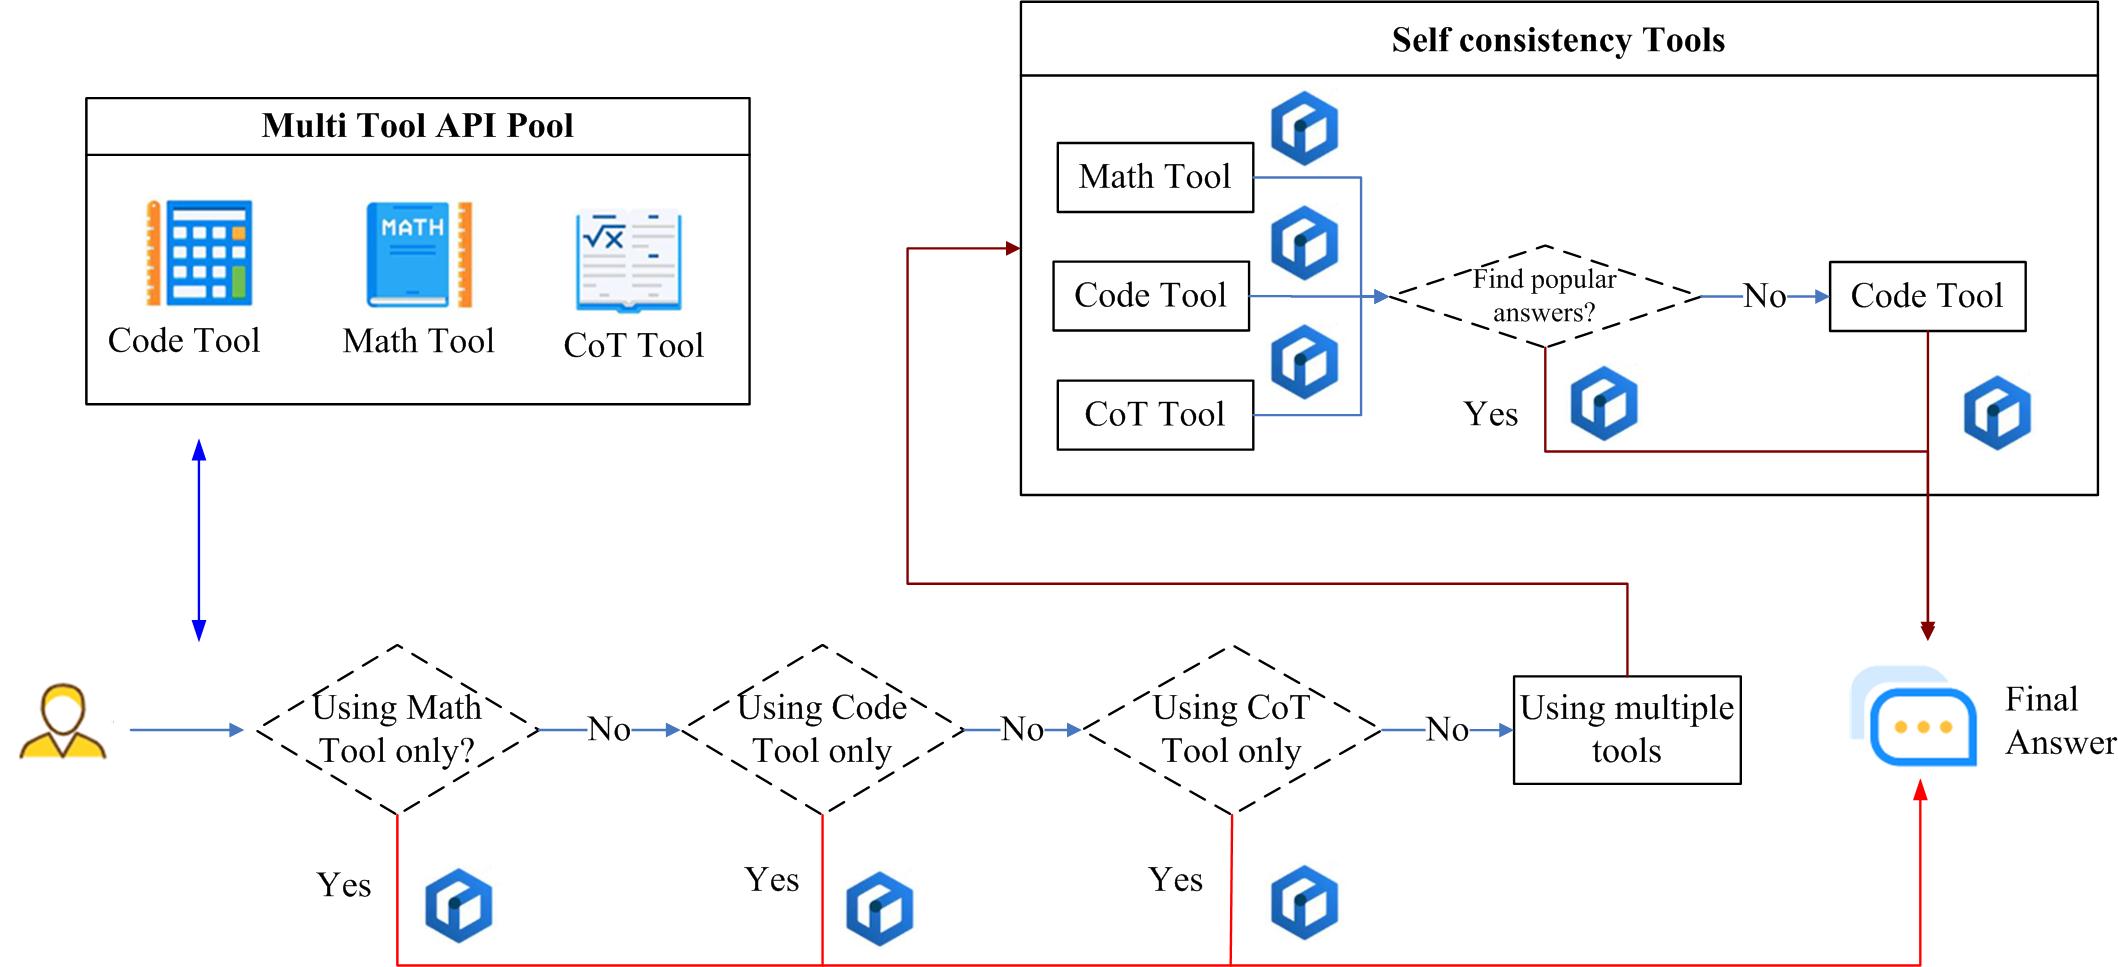 Self consistency Tools
Multi Tool API Pool
MATH
√x
Code Tool
Math Tool
CoT Tool
Math Tool
Code Tool
CoT Tool
Find popular
answers?
No
Code Tool
Yes
Using Math
Tool only?
No
Using Code
Tool only
No
Using CoT
Tool only
No
Using multiple
tools
Final
Answer
Yes
Yes
Yes